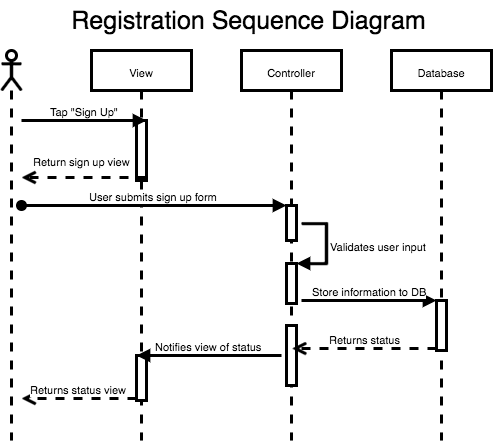 Registration Sequence Diagram
View
Controller
Database
Tap "Sign Up"
Return sign up view
User submits sign up form
Validates user input
Store information to DB
Returns status
Notifies view of status
Returns status view